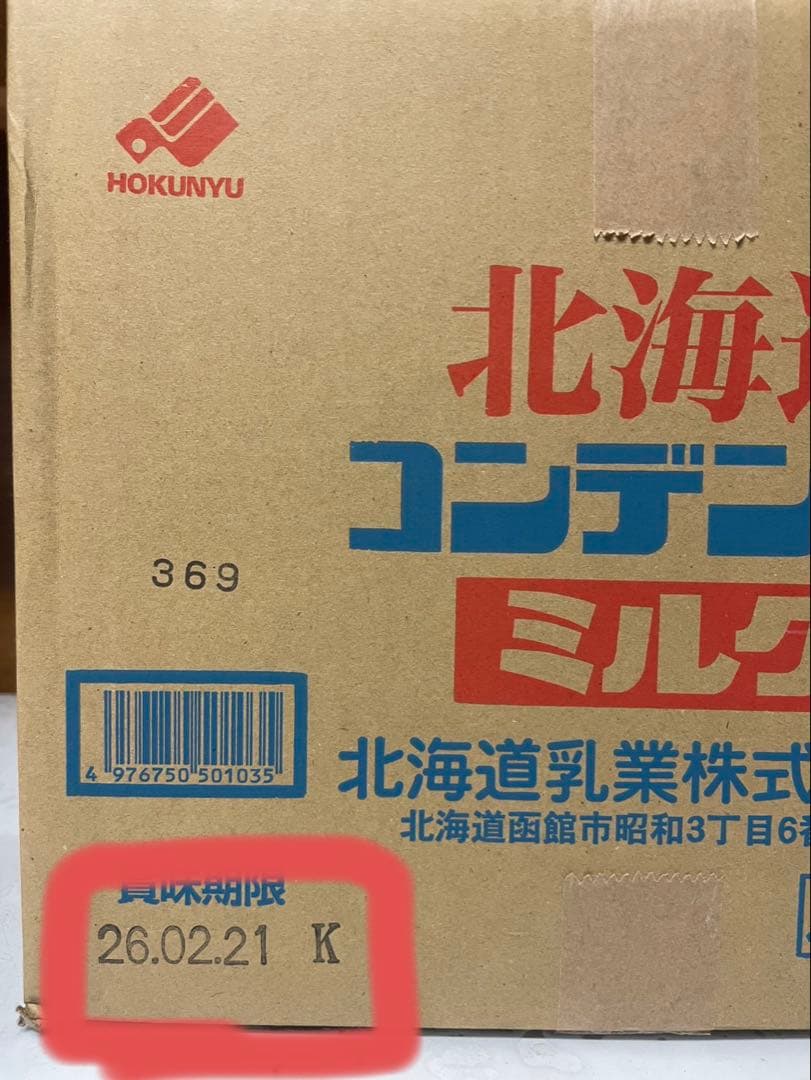 HOKUNYU
北海
コンデン
ミルク
369
4 976750 501035
北海道乳業株式
北海道函館市昭和3丁目6番
賞味期限
26.02.21 K